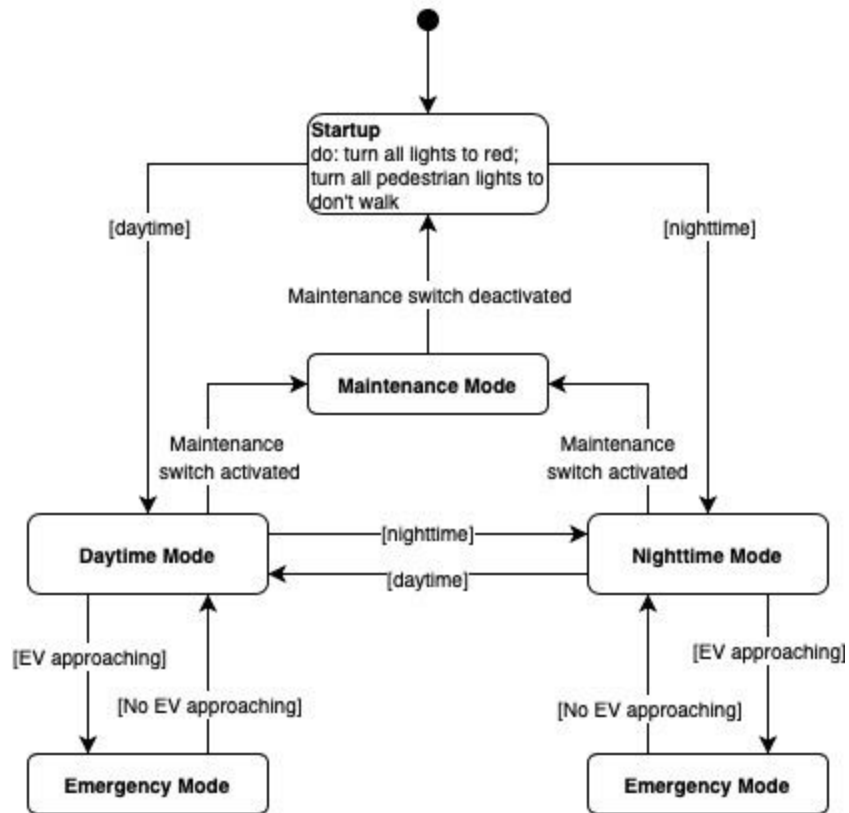 Startup
do: turn all lights to red;
turn all pedestrian lights to
don't walk
[daytime]
[nighttime]
Maintenance switch deactivated
Maintenance Mode
Maintenance
switch activated
Maintenance
switch activated
Daytime Mode
[nighttime]
[daytime]
Nighttime Mode
[EV approaching]
[No EV approaching]
[EV approaching]
[No EV approaching]
Emergency Mode
Emergency Mode